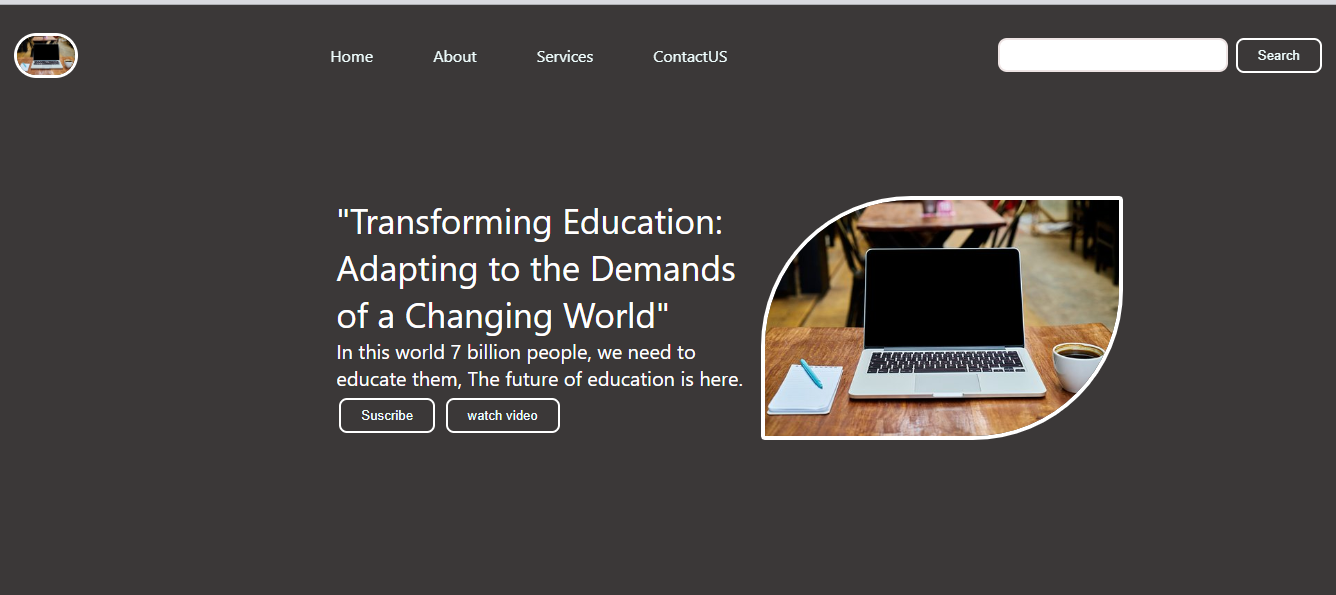 Home About Services ContactUS Search
"Transforming Education:
Adapting to the Demands
of a Changing World"
In this world 7 billion people, we need to
educate them, The future of education is here.
Suscribe watch video